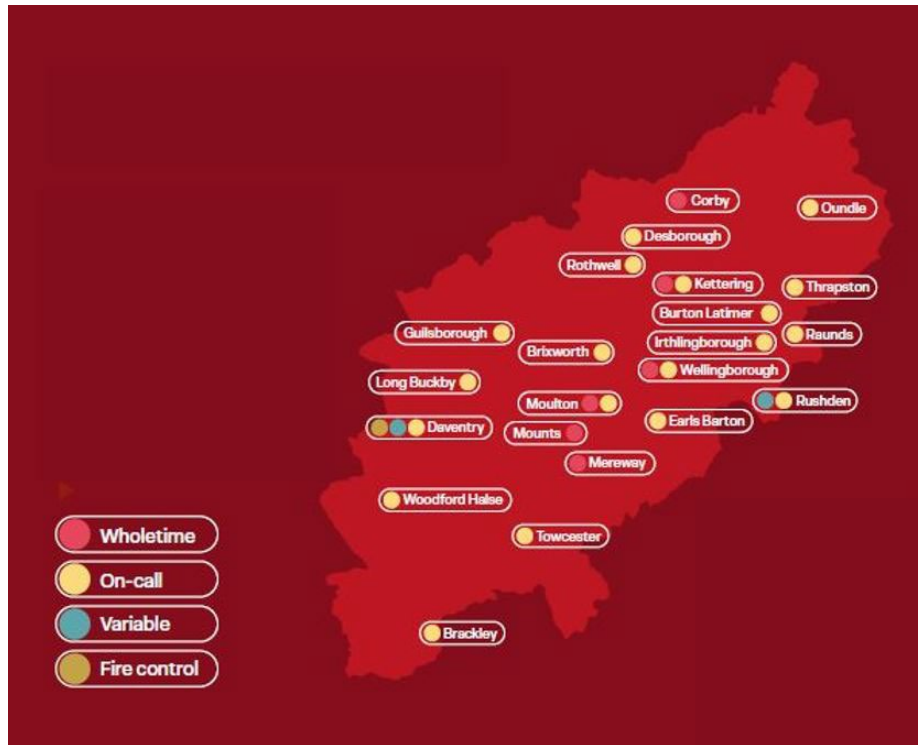 Corby
Oundle
Desborough
Rothwell
Kettering
Thrapston
Burton Latimer
Guilsborough
Raunds
Irthlingborough
Brixworth
Wellingborough
Long Buckby
Rushden
Moulton
Earls Barton
Daventry
Mounts
Mereway
Woodford Halse
Towcester
Brackley
Wholetime
On-call
Variable
Fire control